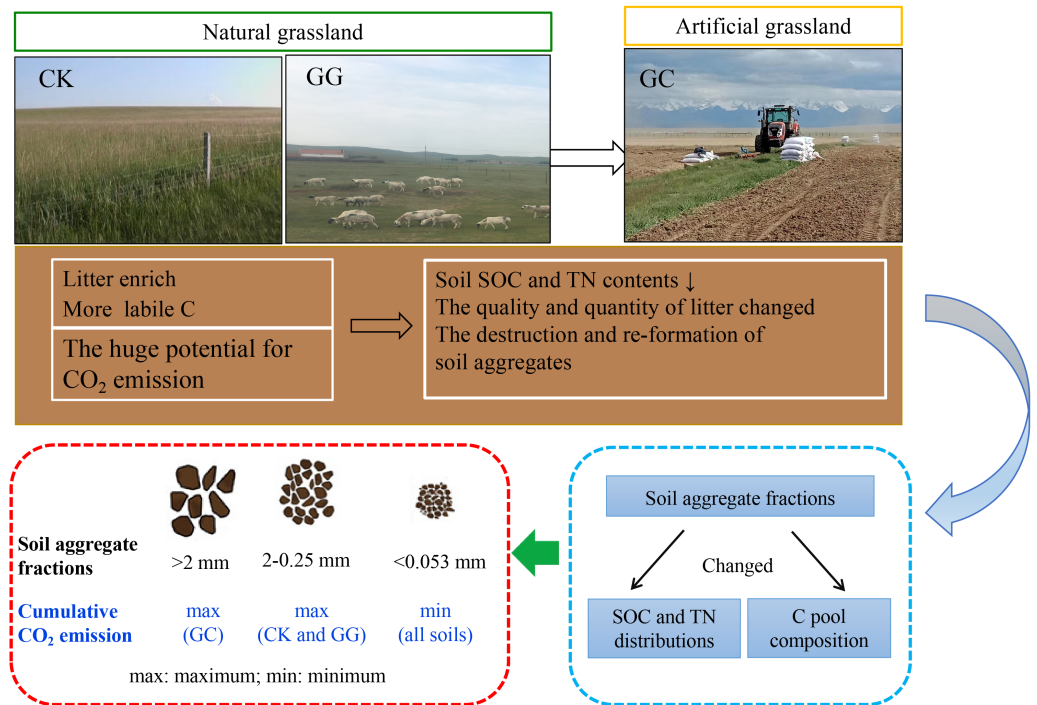 Natural grassland
Artificial grassland
CK
GG
GC
Litter enrich
More labile C
The huge potential for
CO₂ emission
Soil SOC and TN contents ↓
The quality and quantity of litter changed
The destruction and re-formation of
soil aggregates
Soil aggregate
fractions
>2 mm
2-0.25 mm
<0.053 mm
Cumulative
CO₂ emission
max
(GC)
max
(CK and GG)
min
(all soils)
max: maximum; min: minimum
Soil aggregate fractions
Changed
SOC and TN
distributions
C pool
composition